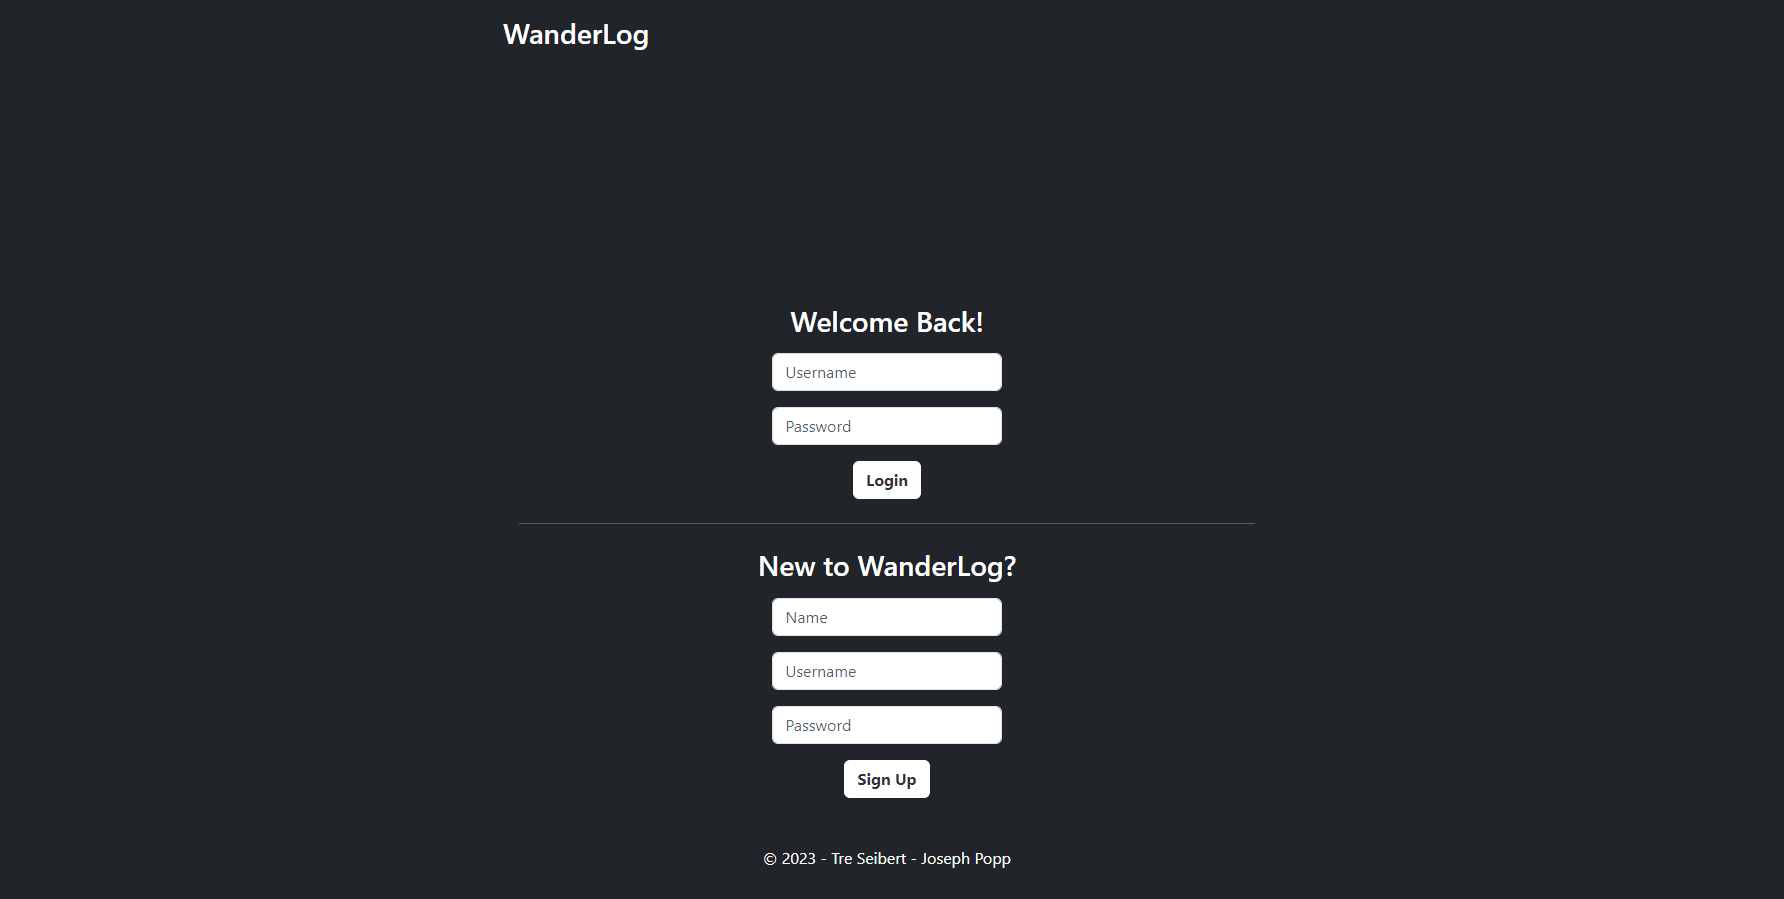 WanderLog
Welcome Back!
Username
Password
Login
New to WanderLog?
Name
Username
Password
Sign Up
© 2023 - Tre Seibert - Joseph Popp